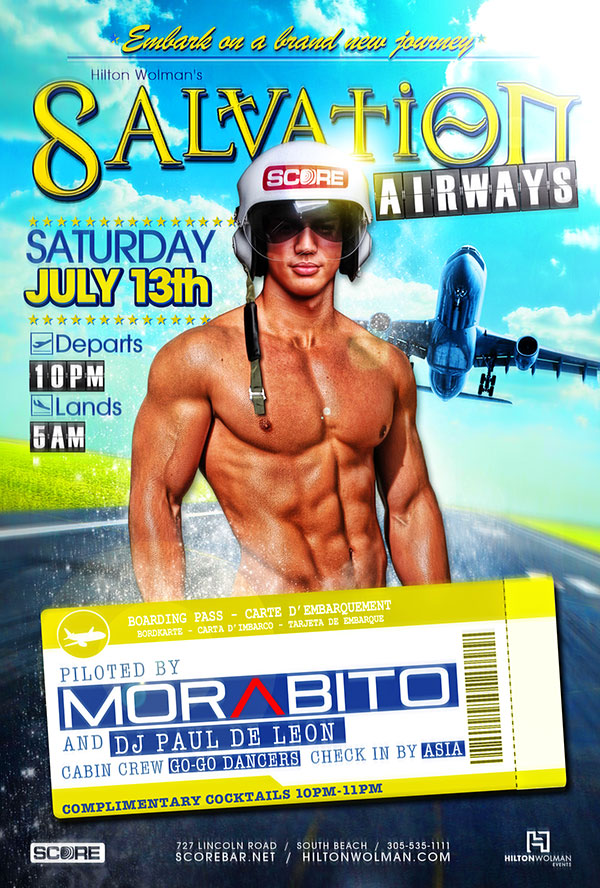 Embark on a brand new journey
Hilton Wolman's
SALVATION
AIRWAYS
SCORE
SATURDAY
JULY 13th
Departs
10PM
Lands
5AM
BOARDING PASS - CARTE D'EMBARQUEMENT
BORDKARTE - CARTA D'IMBARCO - TARJETA DE EMBARQUE
PILOTED BY
MORABITO
AND DJ PAUL DE LEON
CABIN CREW GO-GO DANCERS CHECK IN BY ASIA
COMPLIMENTARY COCKTAILS 10PM-11PM
SCORE
727 LINCOLN ROAD / SOUTH BEACH / 305-535-1111
SCOREBAR.NET / HILTONWOLMAN.COM
HILTONWOLMAN
EVENTS